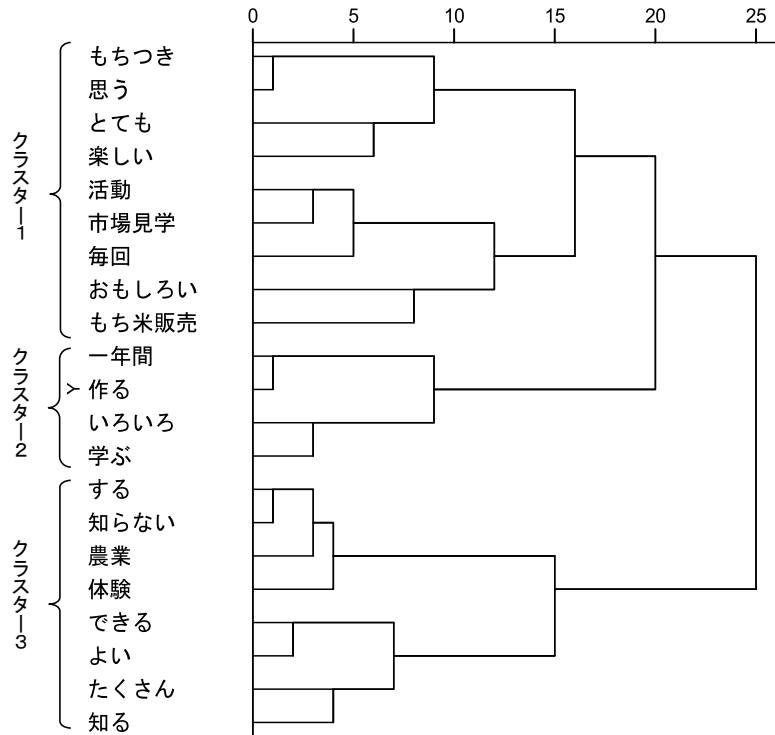 0 5 10 15 20 25
クラスター1
もちつき
思う
とても
楽しい
活動
市場見学
毎回
おもしろい
もち米販売
クラスター2
Y
一年間
作る
いろいろ
学ぶ
クラスター3
する
知らない
農業
体験
できる
よい
たくさん
知る